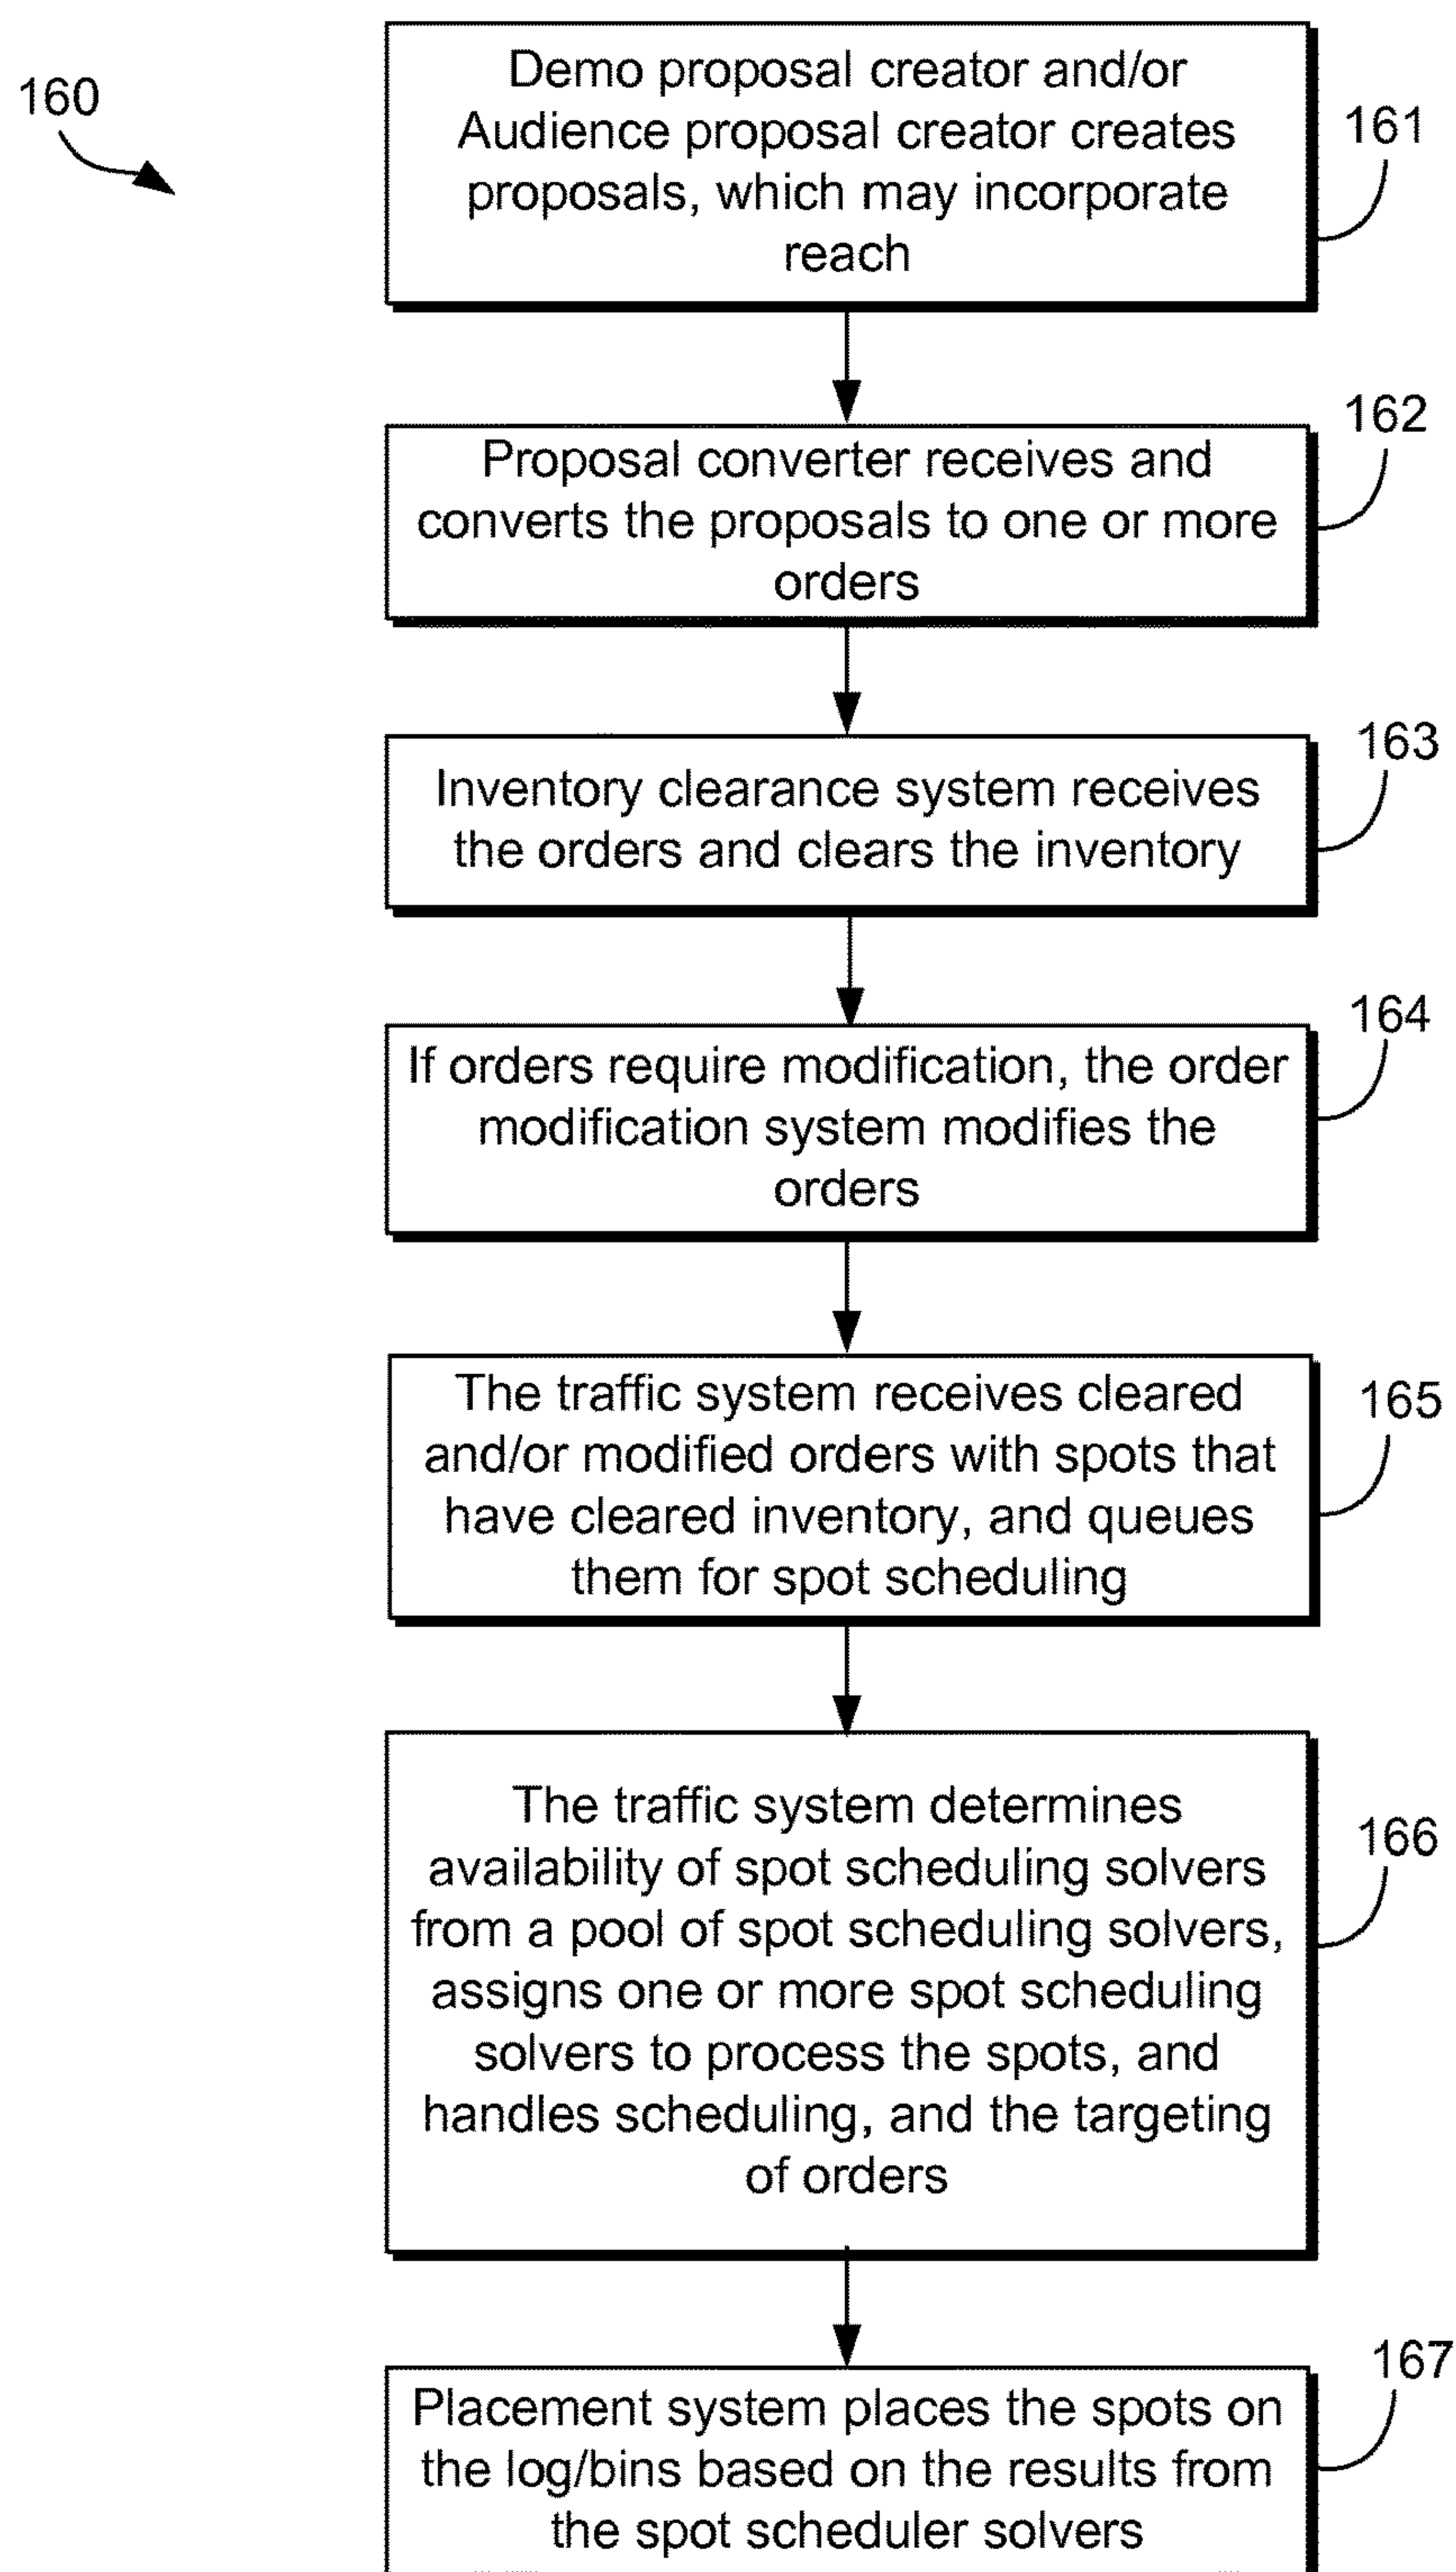 160
Demo proposal creator and/or
Audience proposal creator creates
proposals, which may incorporate
reach
161
Proposal converter receives and
converts the proposals to one or more
orders
162
Inventory clearance system receives
the orders and clears the inventory
163
If orders require modification, the order
modification system modifies the
orders
164
The traffic system receives cleared
and/or modified orders with spots that
have cleared inventory, and queues
them for spot scheduling
165
The traffic system determines
availability of spot scheduling solvers
from a pool of spot scheduling solvers,
assigns one or more spot scheduling
solvers to process the spots, and
handles scheduling, and the targeting
of orders
166
Placement system places the spots on
the log/bins based on the results from
the spot scheduler solvers
167